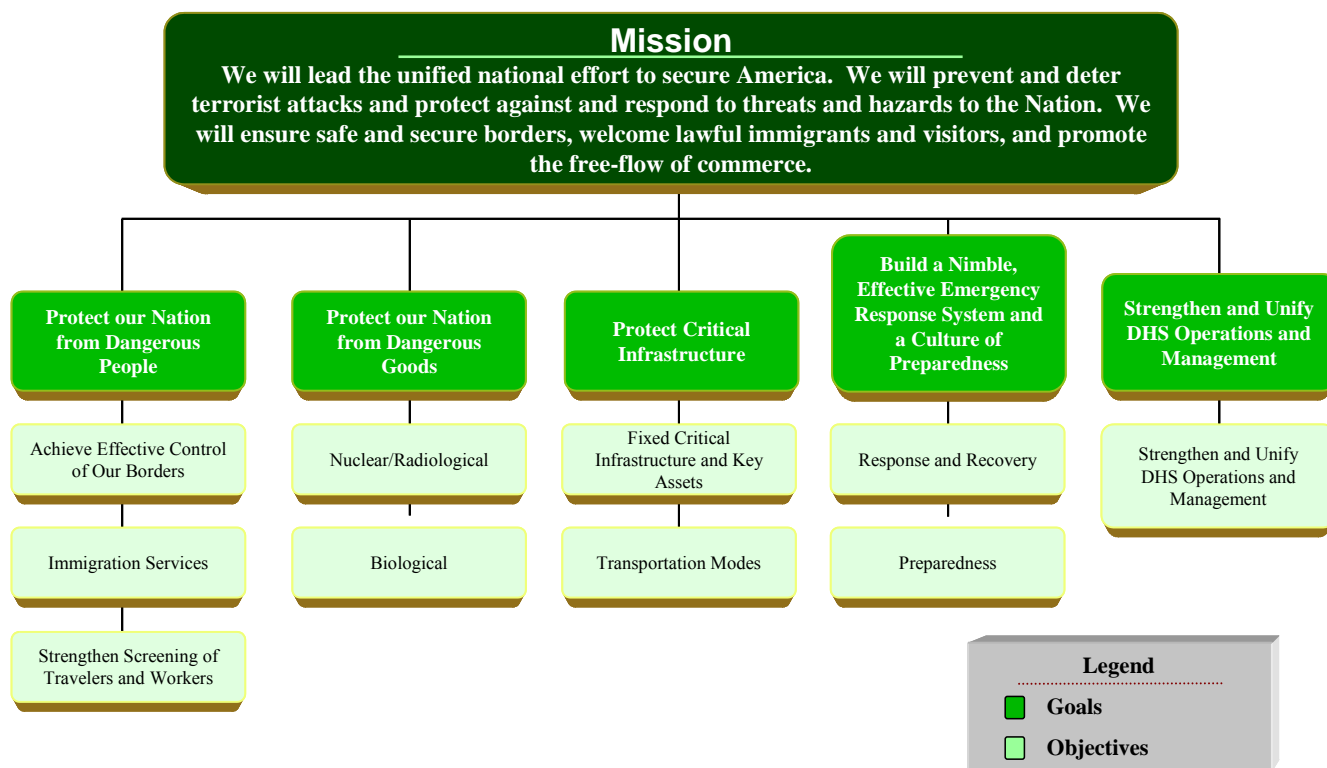 Mission
We will lead the unified national effort to secure America.  We will prevent and deter
terrorist attacks and protect against and respond to threats and hazards to the Nation.  We
will ensure safe and secure borders, welcome lawful immigrants and visitors, and promote
the free-flow of commerce.
Protect our Nation
from Dangerous
People
Protect our Nation
from Dangerous
Goods
Protect Critical
Infrastructure
Build a Nimble,
Effective Emergency
Response System and
a Culture of
Preparedness
Strengthen and Unify
DHS Operations and
Management
Achieve Effective Control
of Our Borders
Nuclear/Radiological
Fixed Critical
Infrastructure and Key
Assets
Response and Recovery
Strengthen and Unify
DHS Operations and
Management
Immigration Services
Biological
Transportation Modes
Preparedness
Strengthen Screening of
Travelers and Workers
Legend
Goals
Objectives